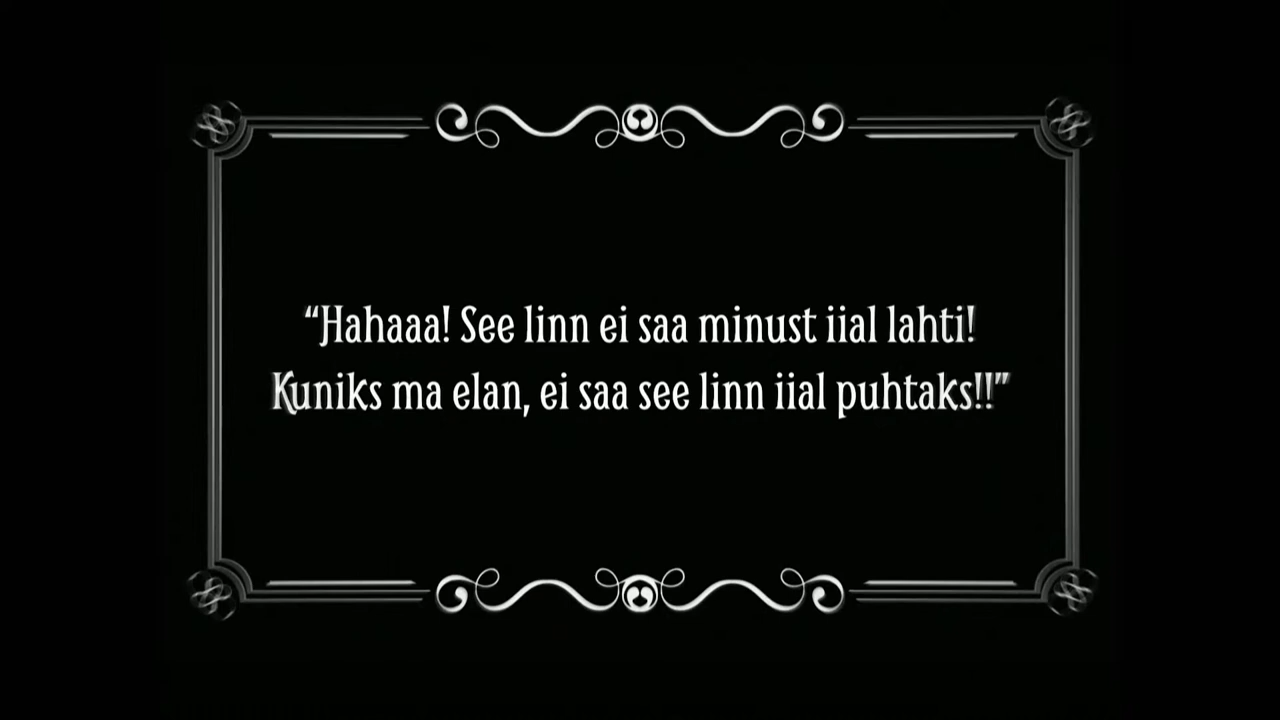 “Hahaaa! See linn ei saa minust iial lahti!
Kuniks ma elan, ei saa see linn iial puhtaks!!”